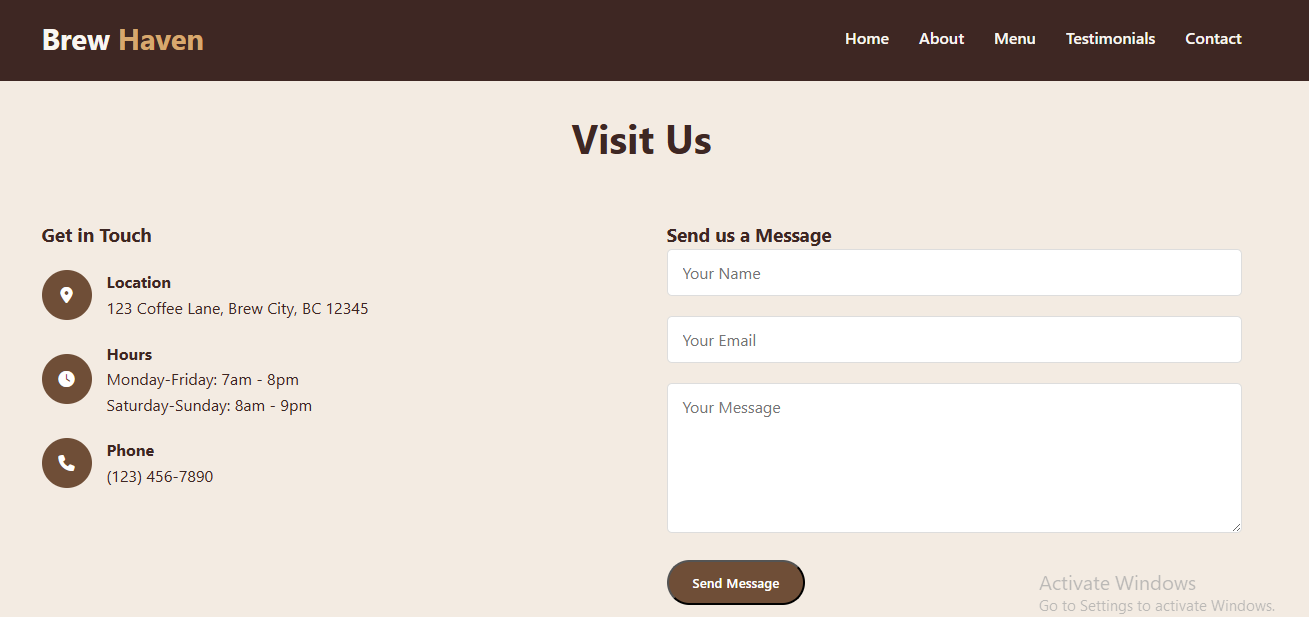 Brew Haven
Home
About
Menu
Testimonials
Contact
Visit Us
Get in Touch
Location
123 Coffee Lane, Brew City, BC 12345
Hours
Monday-Friday: 7am - 8pm
Saturday-Sunday: 8am - 9pm
Phone
(123) 456-7890
Send us a Message
Your Name
Your Email
Your Message
Send Message
Activate Windows
Go to Settings to activate Windows.